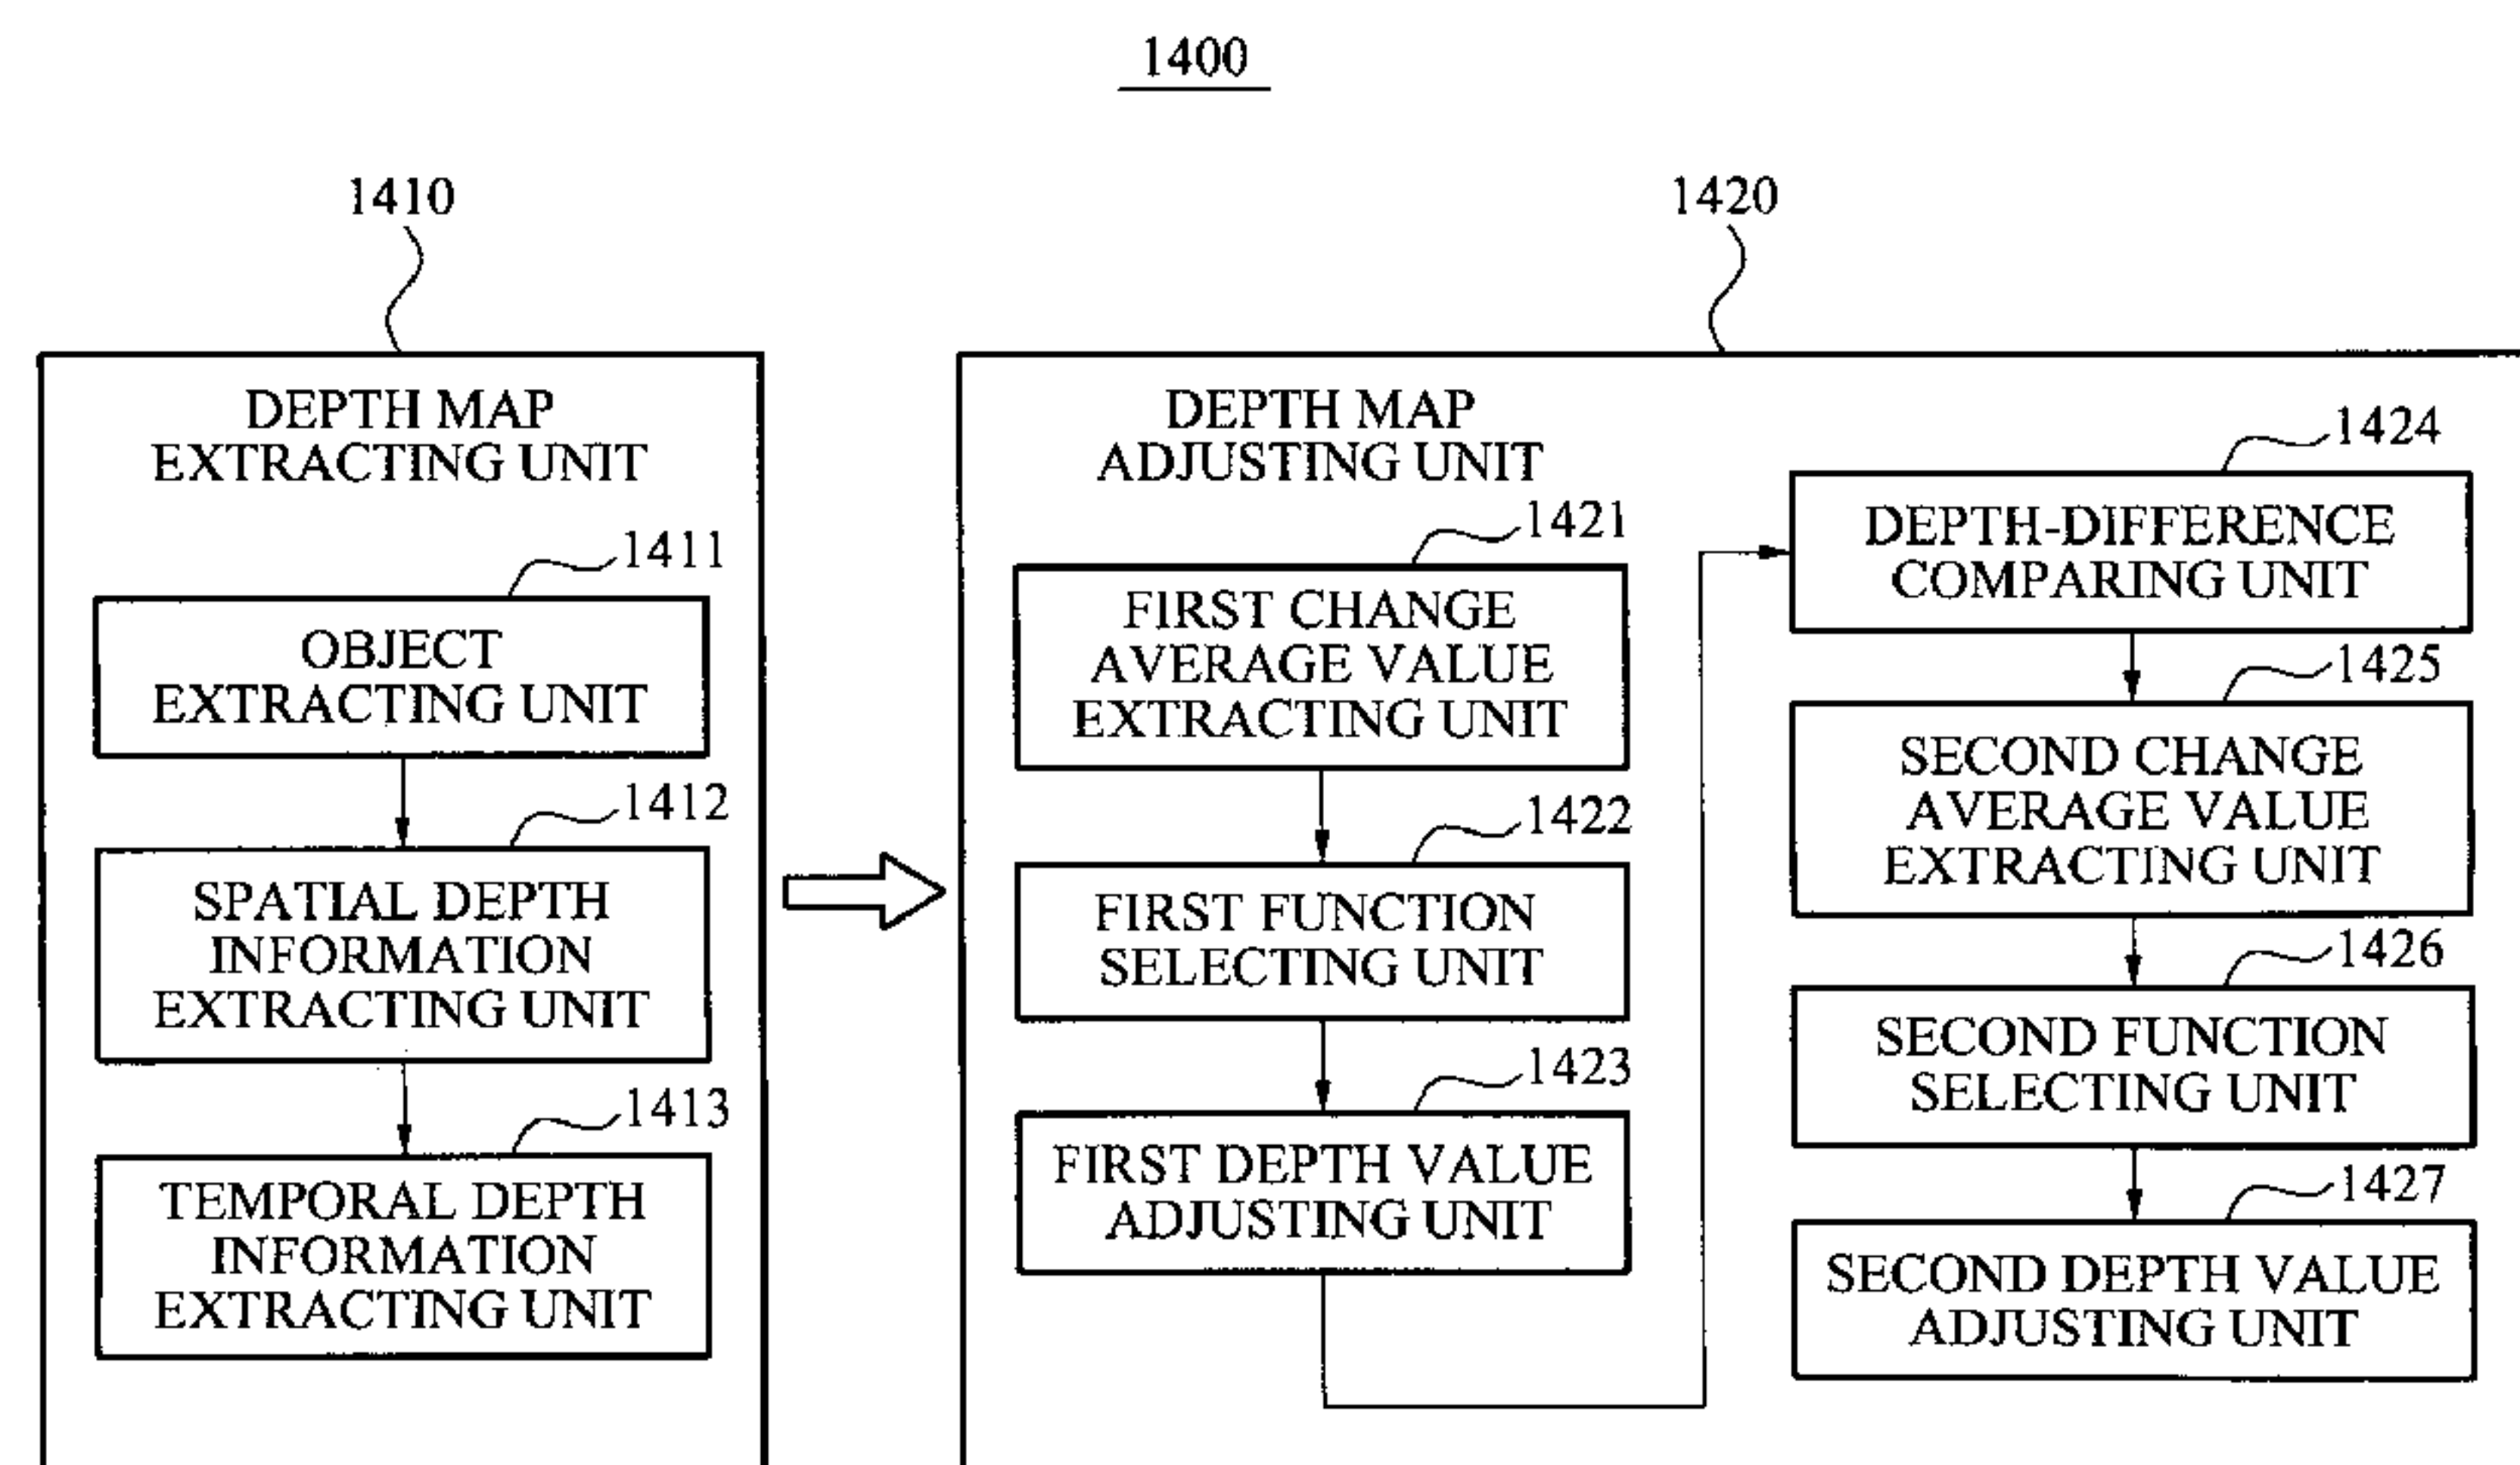 1400
1410
DEPTH MAP
EXTRACTING UNIT
1411
OBJECT
EXTRACTING UNIT
1412
SPATIAL DEPTH
INFORMATION
EXTRACTING UNIT
1413
TEMPORAL DEPTH
INFORMATION
EXTRACTING UNIT
1420
DEPTH MAP
ADJUSTING UNIT
1421
FIRST CHANGE
AVERAGE VALUE
EXTRACTING UNIT
1422
FIRST FUNCTION
SELECTING UNIT
1423
FIRST DEPTH VALUE
ADJUSTING UNIT
1424
DEPTH-DIFFERENCE
COMPARING UNIT
1425
SECOND CHANGE
AVERAGE VALUE
EXTRACTING UNIT
1426
SECOND FUNCTION
SELECTING UNIT
1427
SECOND DEPTH VALUE
ADJUSTING UNIT